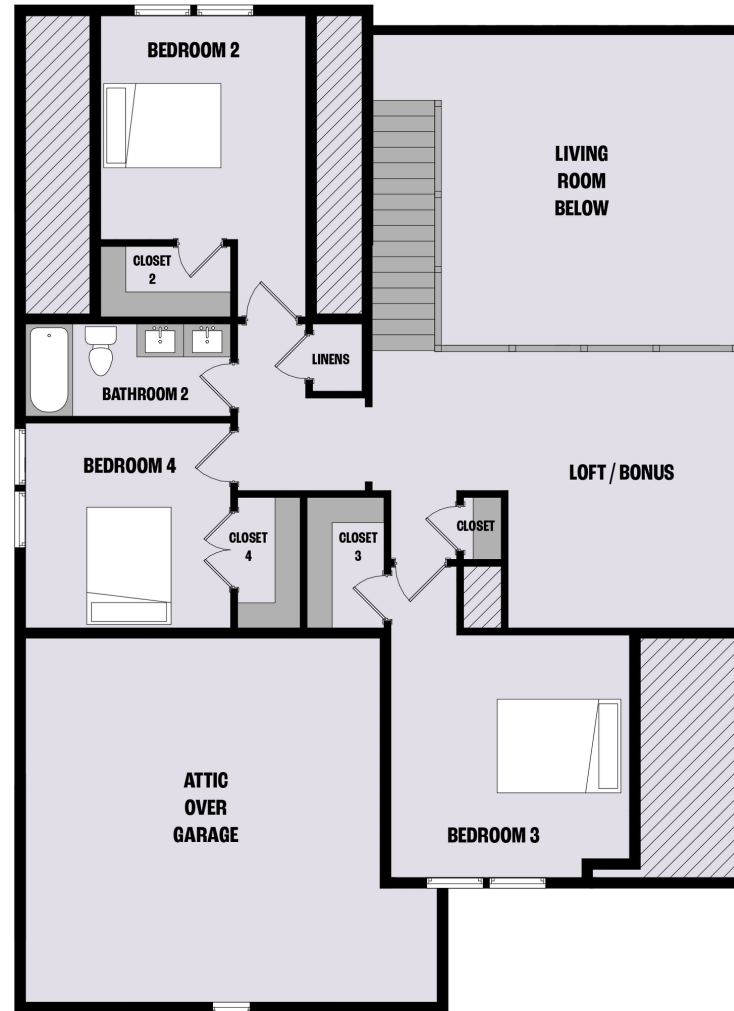 BEDROOM 2
LIVING
ROOM
BELOW
CLOSET
2
LINENS
BATHROOM 2
BEDROOM 4
LOFT / BONUS
CLOSET
CLOSET
4
CLOSET
3
ATTIC
OVER
GARAGE
BEDROOM 3